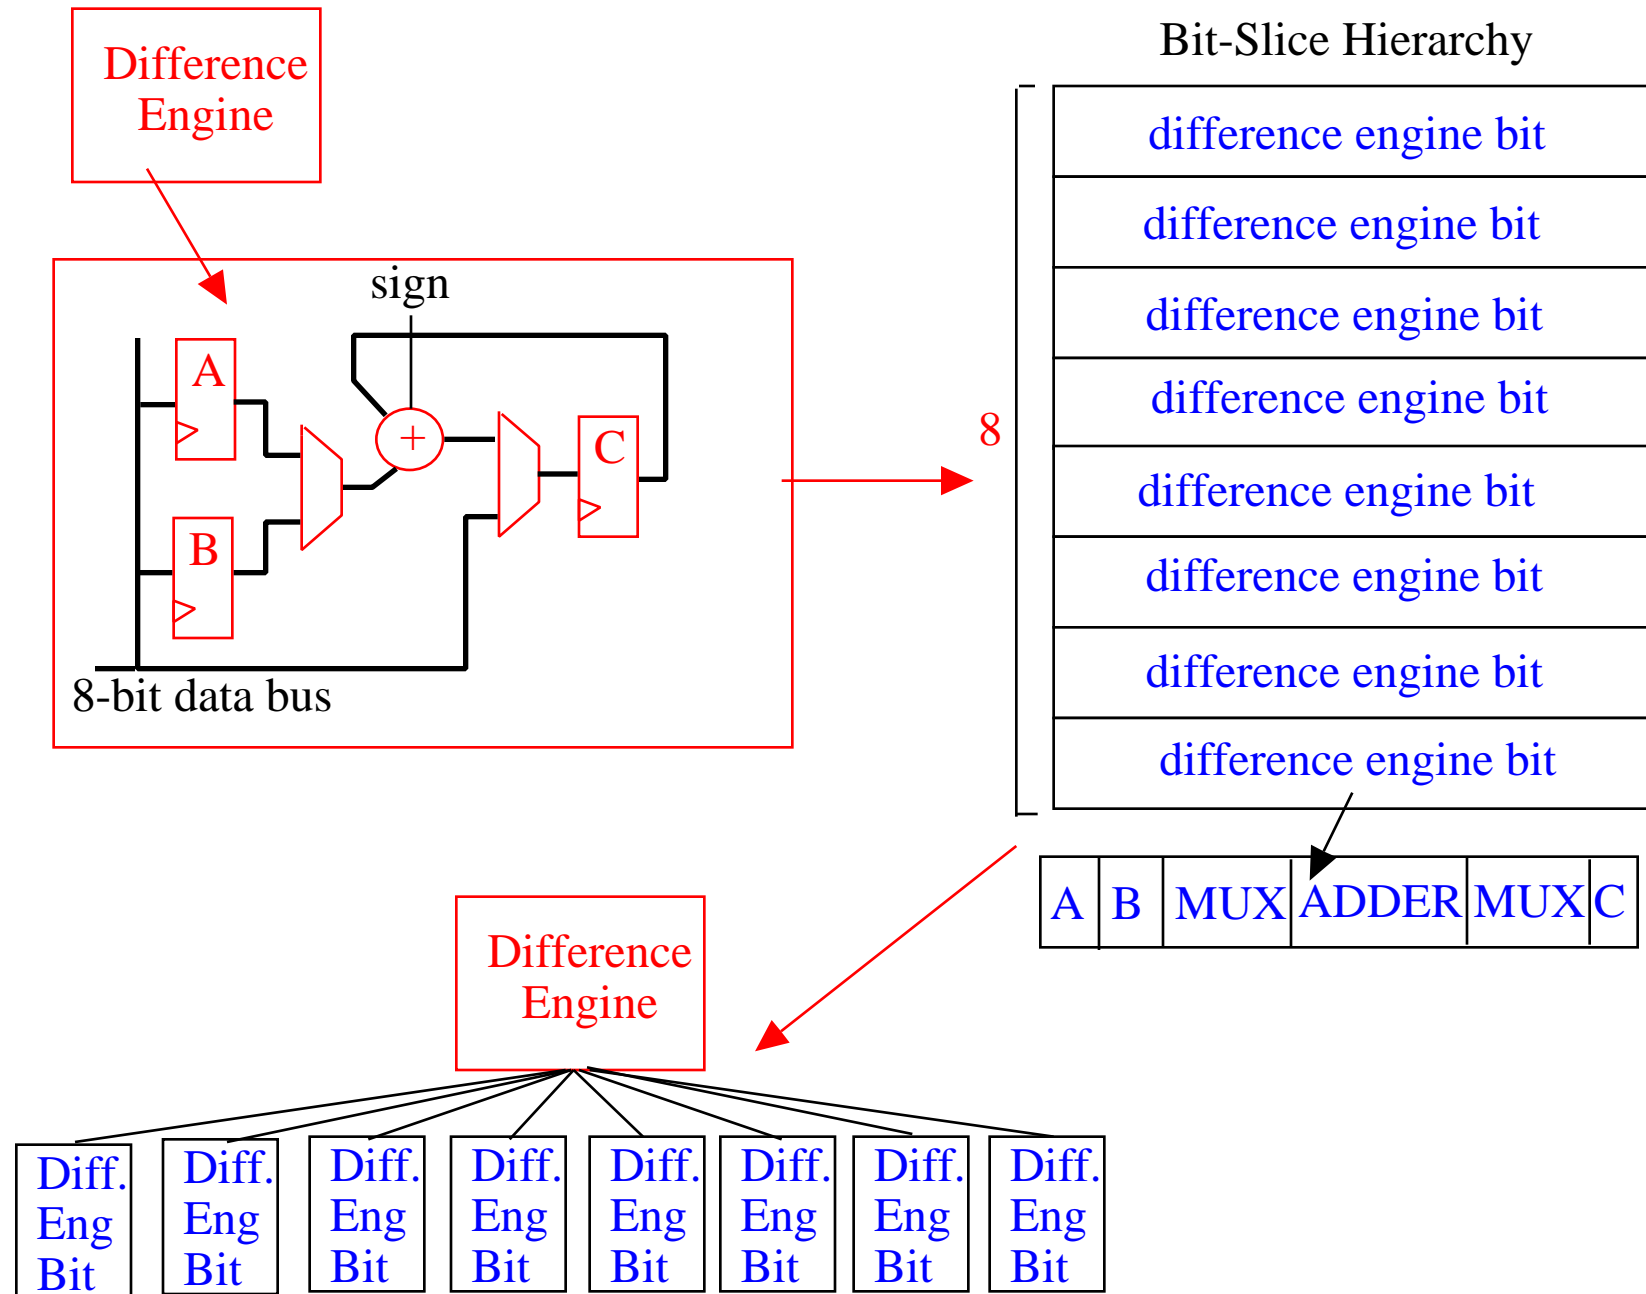 Difference
Engine
Bit-Slice Hierarchy
difference engine bit
difference engine bit
difference engine bit
difference engine bit
difference engine bit
difference engine bit
difference engine bit
difference engine bit
8
sign
A
+
C
B
8-bit data bus
A B MUX ADDER MUX C
Difference
Engine
Diff.
Eng
Bit
Diff.
Eng
Bit
Diff.
Eng
Bit
Diff.
Eng
Bit
Diff.
Eng
Bit
Diff.
Eng
Bit
Diff.
Eng
Bit
Diff.
Eng
Bit